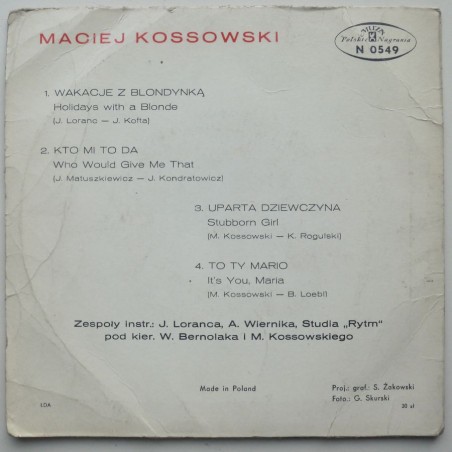 MACIEJ KOSSOWSKI
MUZA
Polskie Nagrania
N 0549
1. WAKACJE Z BLONDYNKĄ
Holidays with a Blonde
(J. Loranc — J. Kofta)
2. KTO MI TO DA
Who Would Give Me That
(J. Matuszkiewicz — J. Kondratowicz)
3. UPARTA DZIEWCZYNA
Stubborn Girl
(M. Kossowski — K. Rogulski)
4. TO TY MARIO
It's You, Maria
(M. Kossowski — B. Loebl)
Zespoły instr.: J. Loranca, A. Wiernika, Studia „Rytm"
pod kier. W. Bernolaka i M. Kossowskiego
Made in Poland
Proj: graf: S. Żakowski
Foto.: G. Skurski
LDA
30 zł